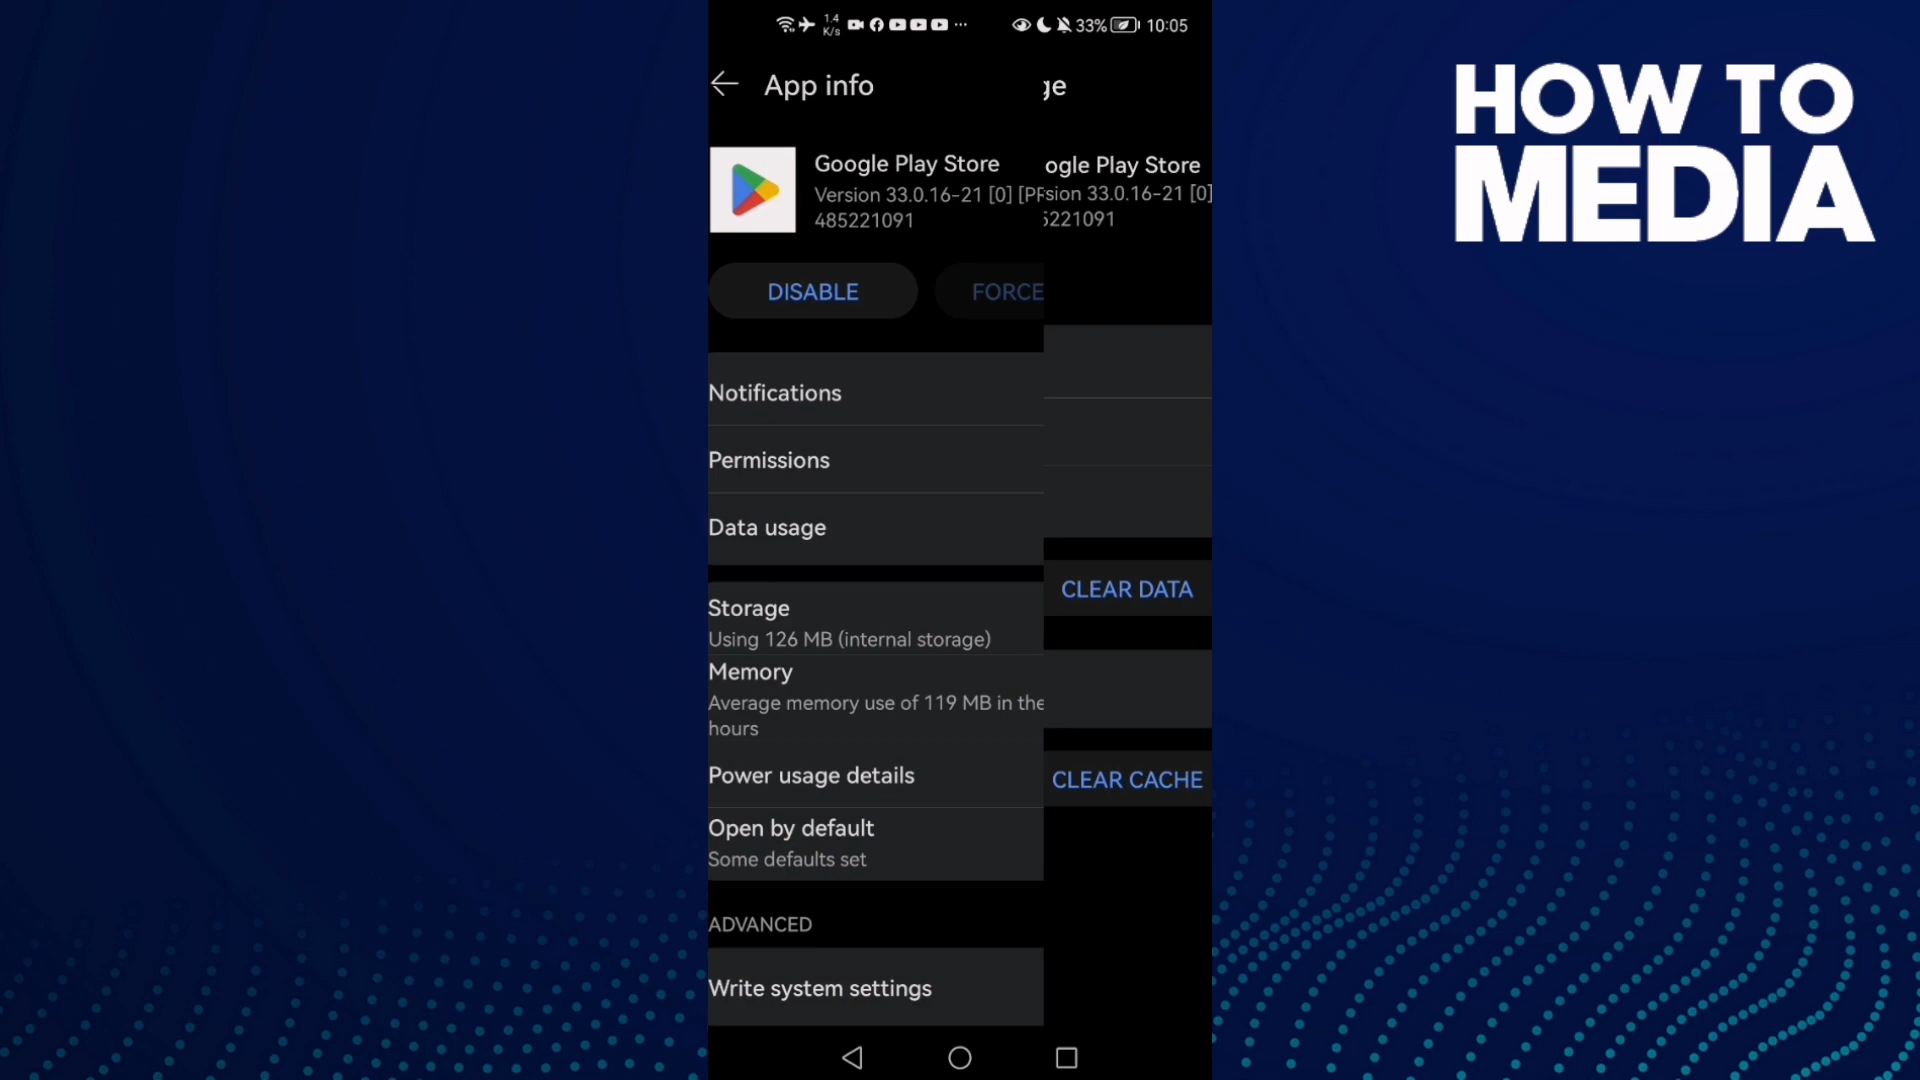 1.4
K/s
33%
10:05
HOW TO
MEDIA
App info
ge
Google Play Store
Version 33.0.16-21 [0] [PR
485221091
ogle Play Store
rsion 33.0.16-21 [0]
5221091
DISABLE
FORCE
Notifications
Permissions
Data usage
Storage
Using 126 MB (internal storage)
Memory
Average memory use of 119 MB in the
hours
Power usage details
Open by default
Some defaults set
ADVANCED
Write system settings
CLEAR DATA
CLEAR CACHE